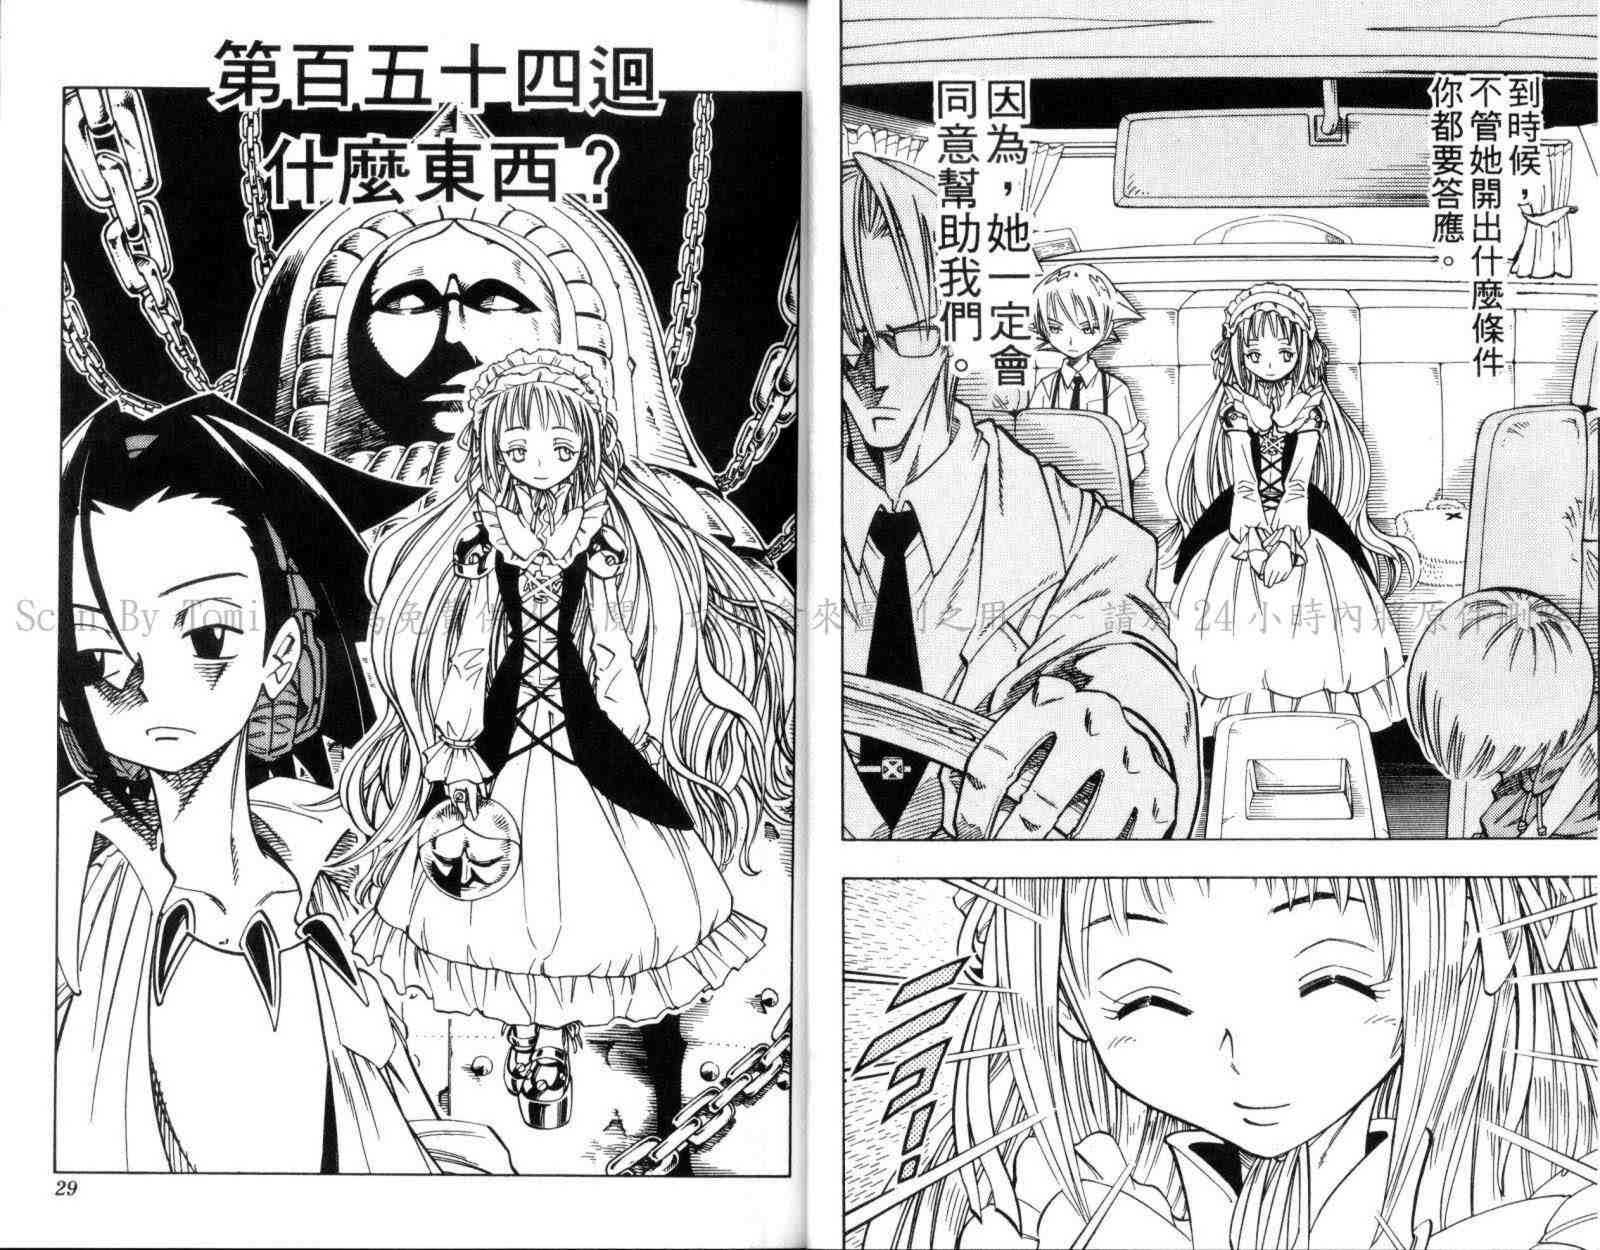 到時候，
不管她開出什麼條件
你都要答應。
因為，她一定會
同意幫助我們。
第百五十四迴
什麼東西？
29